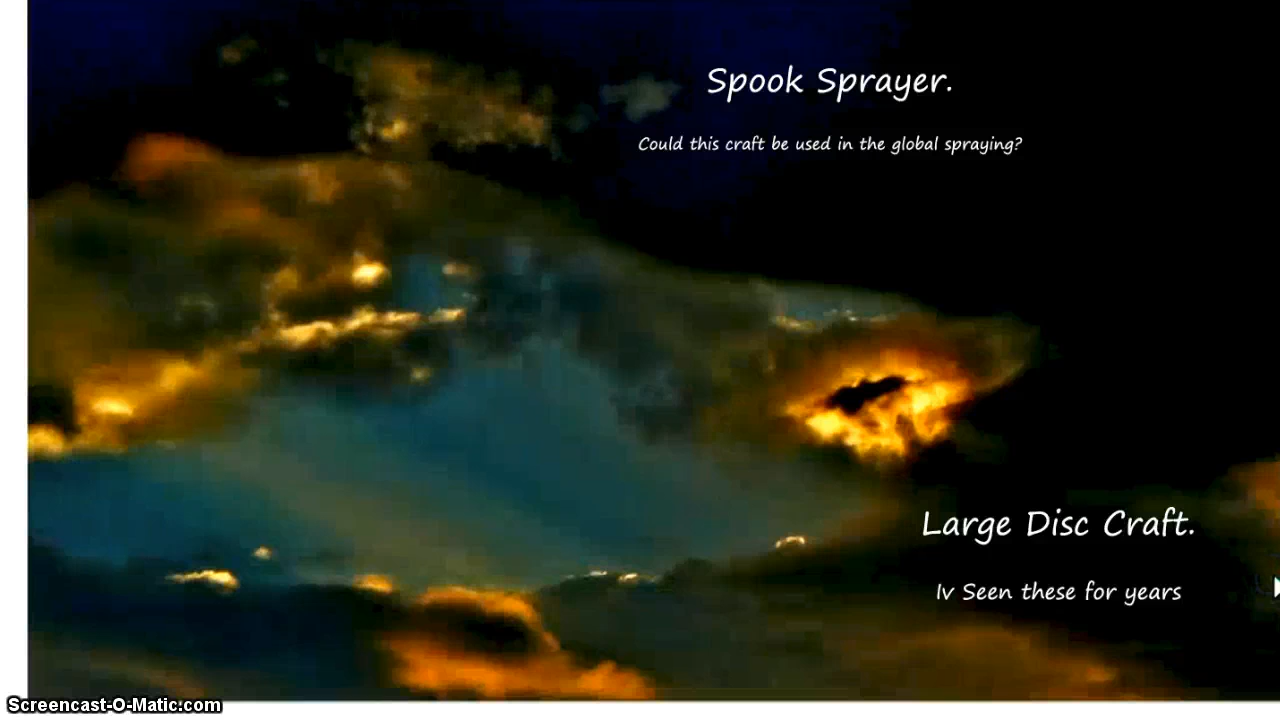 Spook Sprayer.
Could this craft be used in the global spraying?
Large Disc Craft.
Iv Seen these for years
Screencast-O-Matic.com